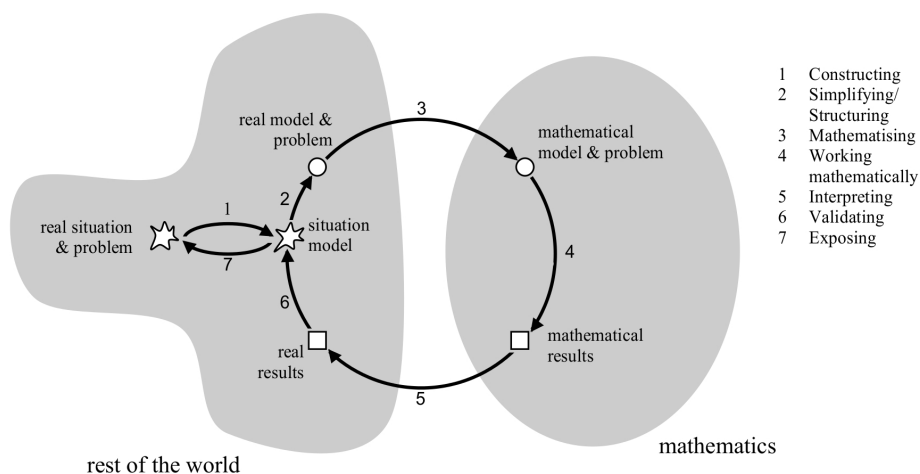 real model &
problem
3
mathematical
model & problem
2
1
real situation
& problem
situation
model
7
4
6
real
results
mathematical
results
5
rest of the world
mathematics
1 Constructing
2 Simplifying/
Structuring
3 Mathematising
4 Working
mathematically
5 Interpreting
6 Validating
7 Exposing